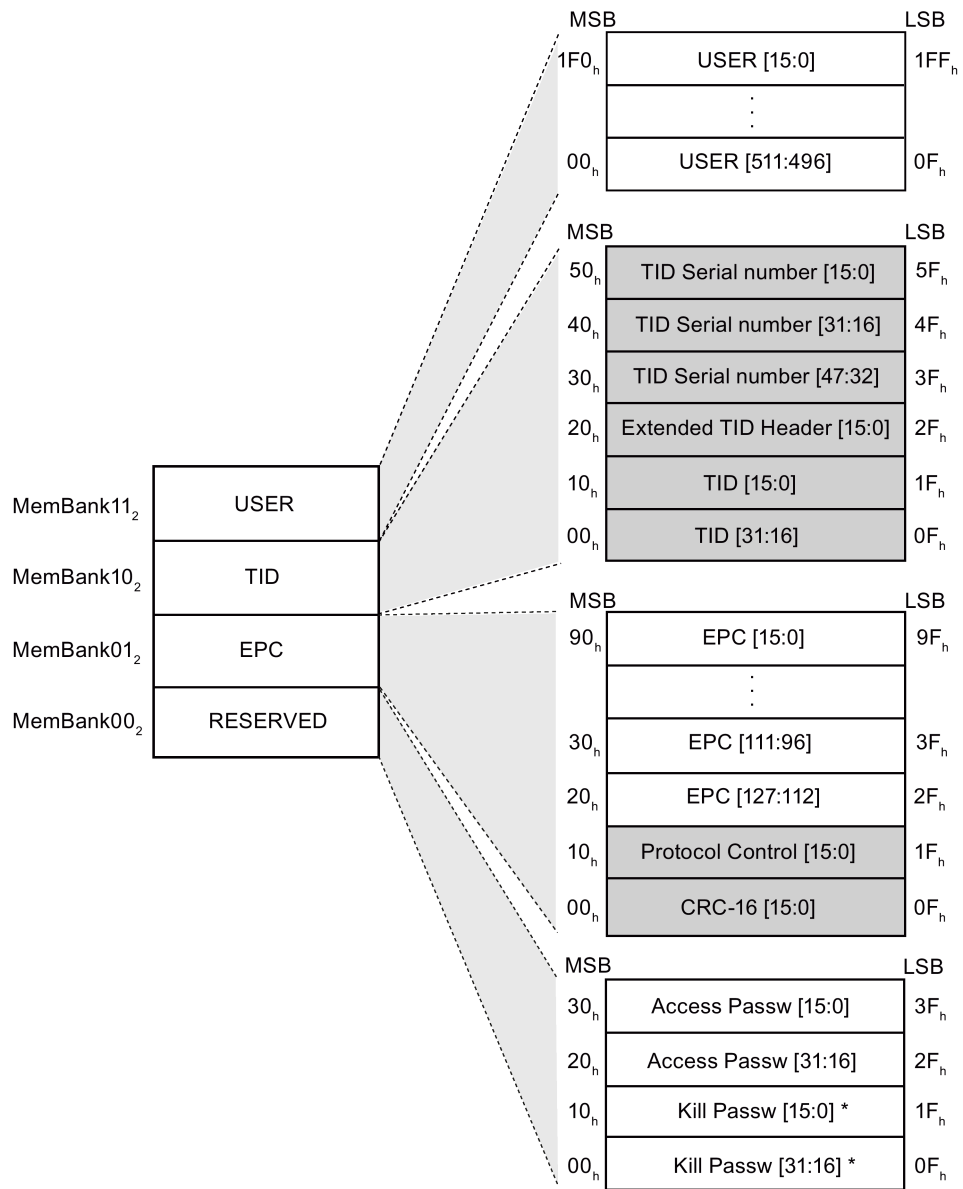 MSB LSB
1F0h USER [15:0] 1FFh
00h USER [511:496] 0Fh
MSB LSB
50h TID Serial number [15:0] 5Fh
40h TID Serial number [31:16] 4Fh
30h TID Serial number [47:32] 3Fh
20h Extended TID Header [15:0] 2Fh
10h TID [15:0] 1Fh
00h TID [31:16] 0Fh
MemBank112 USER
MemBank102 TID
MemBank012 EPC
MemBank002 RESERVED
MSB LSB
90h EPC [15:0] 9Fh
30h EPC [111:96] 3Fh
20h EPC [127:112] 2Fh
10h Protocol Control [15:0] 1Fh
00h CRC-16 [15:0] 0Fh
MSB LSB
30h Access Passw [15:0] 3Fh
20h Access Passw [31:16] 2Fh
10h Kill Passw [15:0] * 1Fh
00h Kill Passw [31:16] * 0Fh